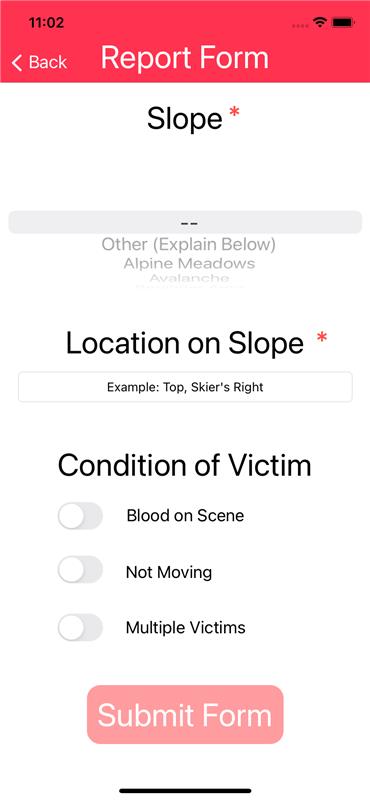 11:02
Back
Report Form
Slope *
--
Other (Explain Below)
Alpine Meadows
Avalanche
Location on Slope *
Example: Top, Skier's Right
Condition of Victim
Blood on Scene
Not Moving
Multiple Victims
Submit Form